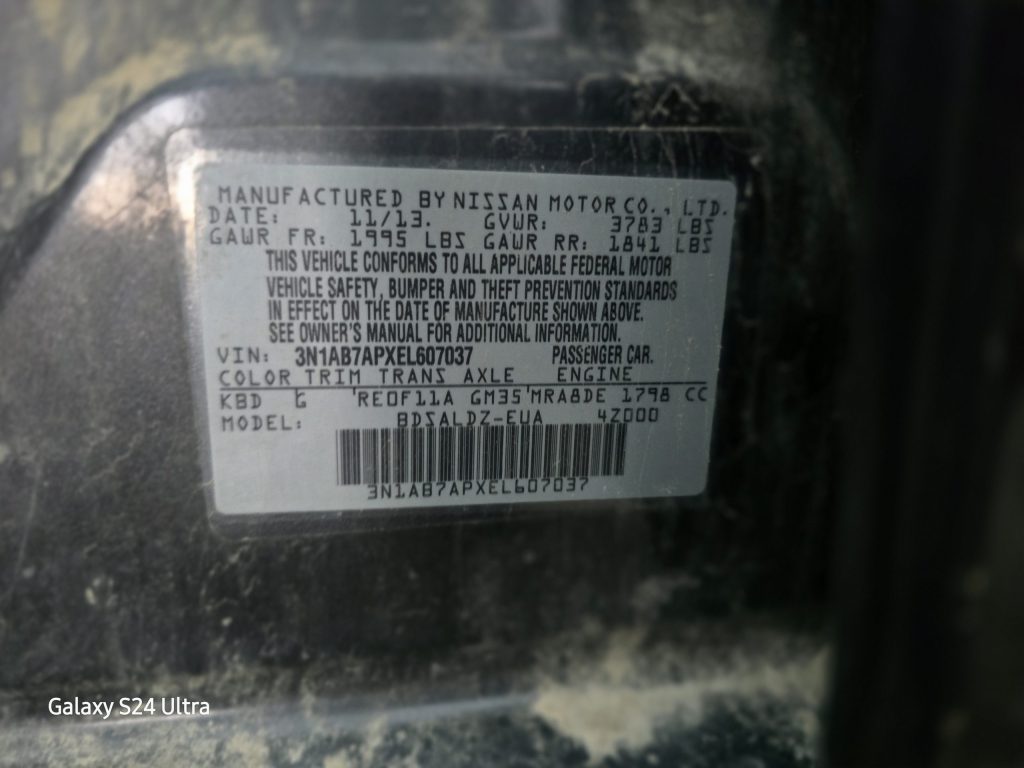 MANUFACTURED BY NISSAN MOTOR CO., LTD.
DATE: 11/13. GVWR: 3783 LBS
GAWR FR: 1995 LBS GAWR RR: 1841 LBS
THIS VEHICLE CONFORMS TO ALL APPLICABLE FEDERAL MOTOR
VEHICLE SAFETY, BUMPER AND THEFT PREVENTION STANDARDS
IN EFFECT ON THE DATE OF MANUFACTURE SHOWN ABOVE.
SEE OWNER'S MANUAL FOR ADDITIONAL INFORMATION.
VIN: 3N1AB7APXEL607037 PASSENGER CAR.
COLOR TRIM TRANS AXLE ENGINE
KBD G RE0F11A GM35 MRA8DE 1798 CC
MODEL: BDSALDZ-EUA 4Z000
3N1AB7APXEL607037
Galaxy S24 Ultra